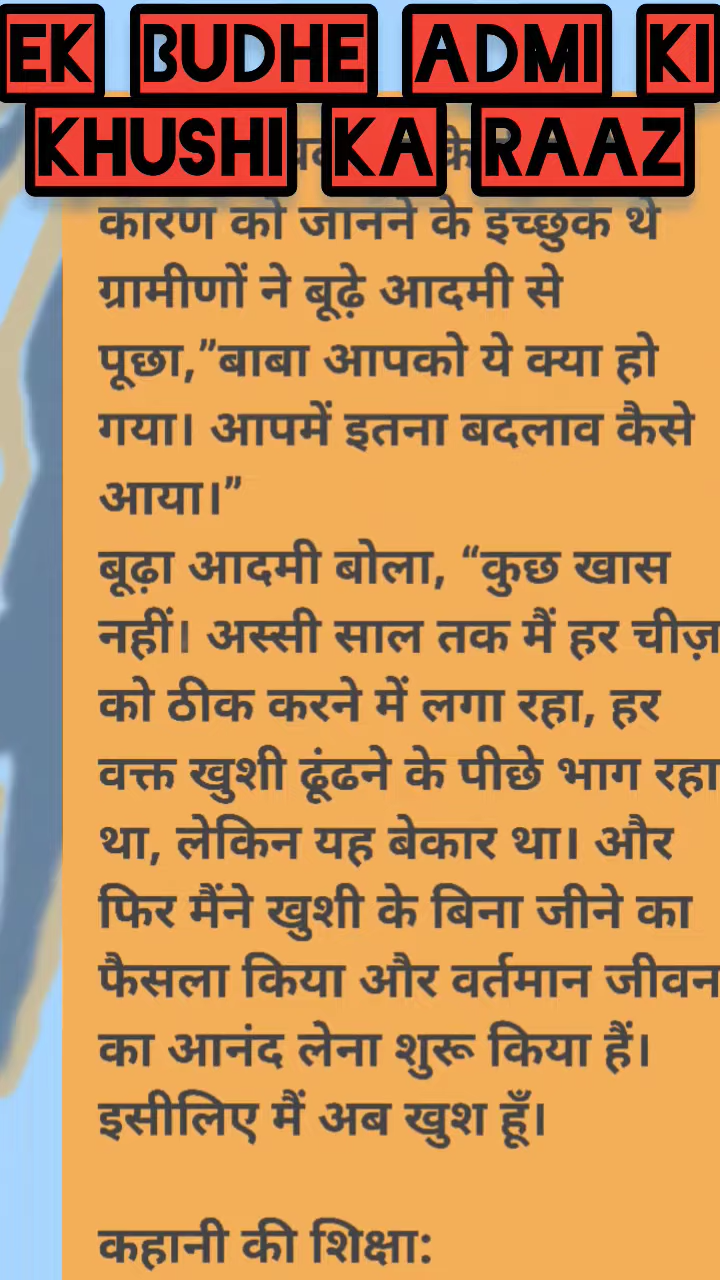 EK BUDHE ADMI KI
KHUSHI KA RAAZ
कारण को जानने के इच्छुक थे
ग्रामीणों ने बूढ़े आदमी से
पूछा,”बाबा आपको ये क्या हो
गया। आपमें इतना बदलाव कैसे
आया।”
बूढ़ा आदमी बोला, “कुछ खास
नहीं। अस्सी साल तक मैं हर चीज़
को ठीक करने में लगा रहा, हर
वक्त खुशी ढूंढने के पीछे भाग रहा
था, लेकिन यह बेकार था। और
फिर मैंने खुशी के बिना जीने का
फैसला किया और वर्तमान जीवन
का आनंद लेना शुरू किया हैं।
इसीलिए मैं अब खुश हूँ।
कहानी की शिक्षा: